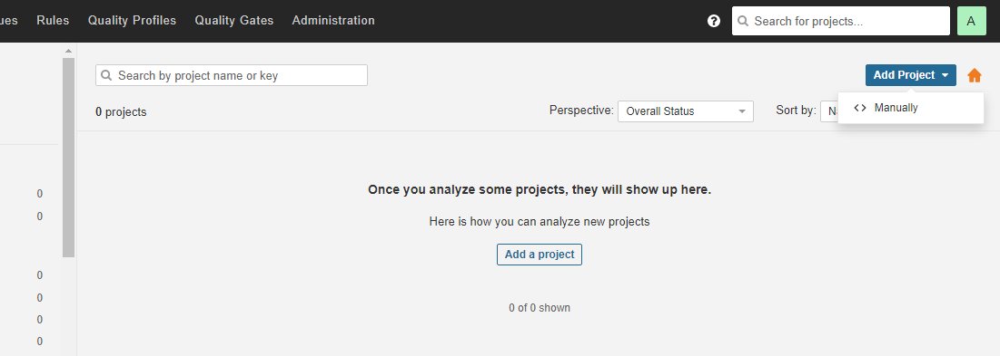 ues Rules Quality Profiles Quality Gates Administration ? Search for projects... A
Search by project name or key Add Project
0 projects Perspective: Overall Status Sort by: Na Manually
Once you analyze some projects, they will show up here.
0
Here is how you can analyze new projects
0
Add a project
0
0
0 of 0 shown
0
0